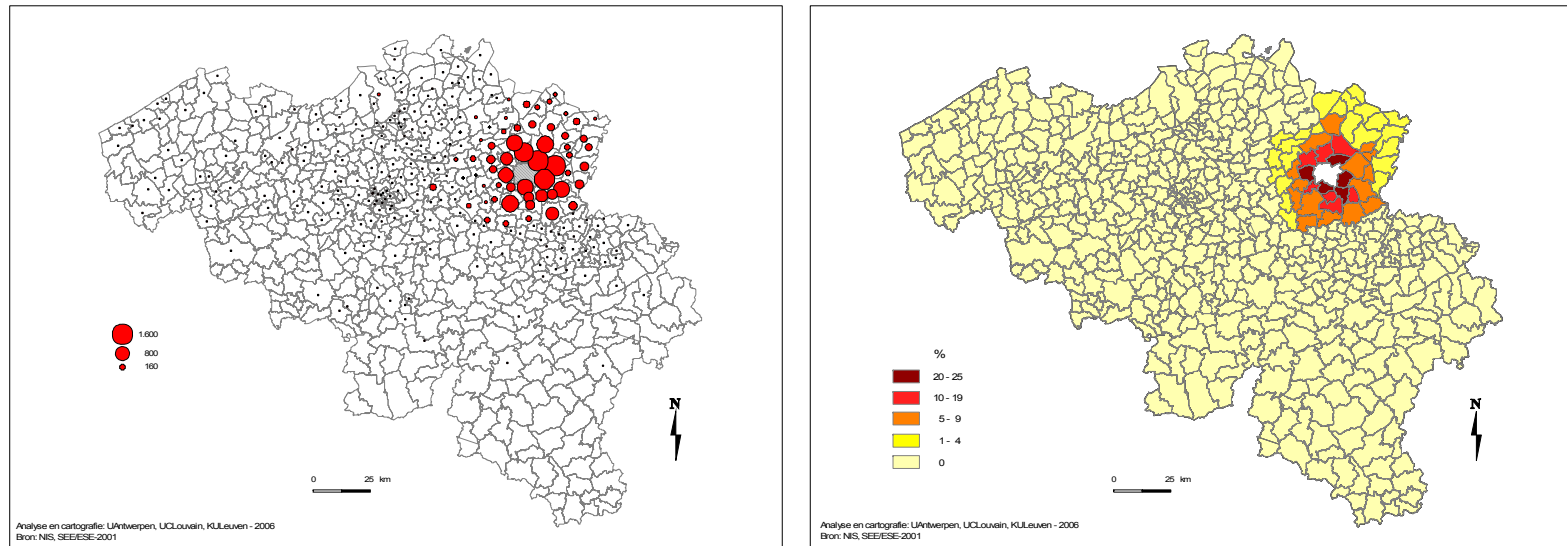 1.600
800
160
N
0 25 km
Analyse en cartografie: UAntwerpen, UCLouvain, KULeuven - 2006
Bron: NIS, SEE/ESE-2001
%
20 - 25
10 - 19
5 - 9
1 - 4
0
N
0 25 km
Analyse en cartografie: UAntwerpen, UCLouvain, KULeuven - 2006
Bron: NIS, SEE/ESE-2001